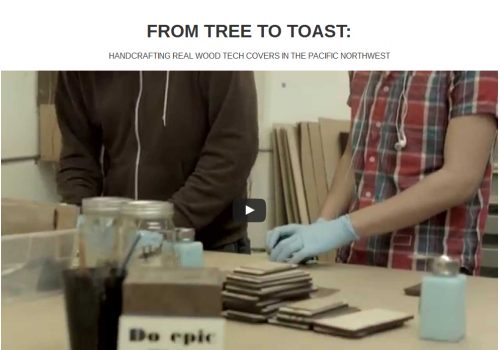 FROM TREE TO TOAST:
HANDCRAFTING REAL WOOD TECH COVERS IN THE PACIFIC NORTHWEST
Do epic